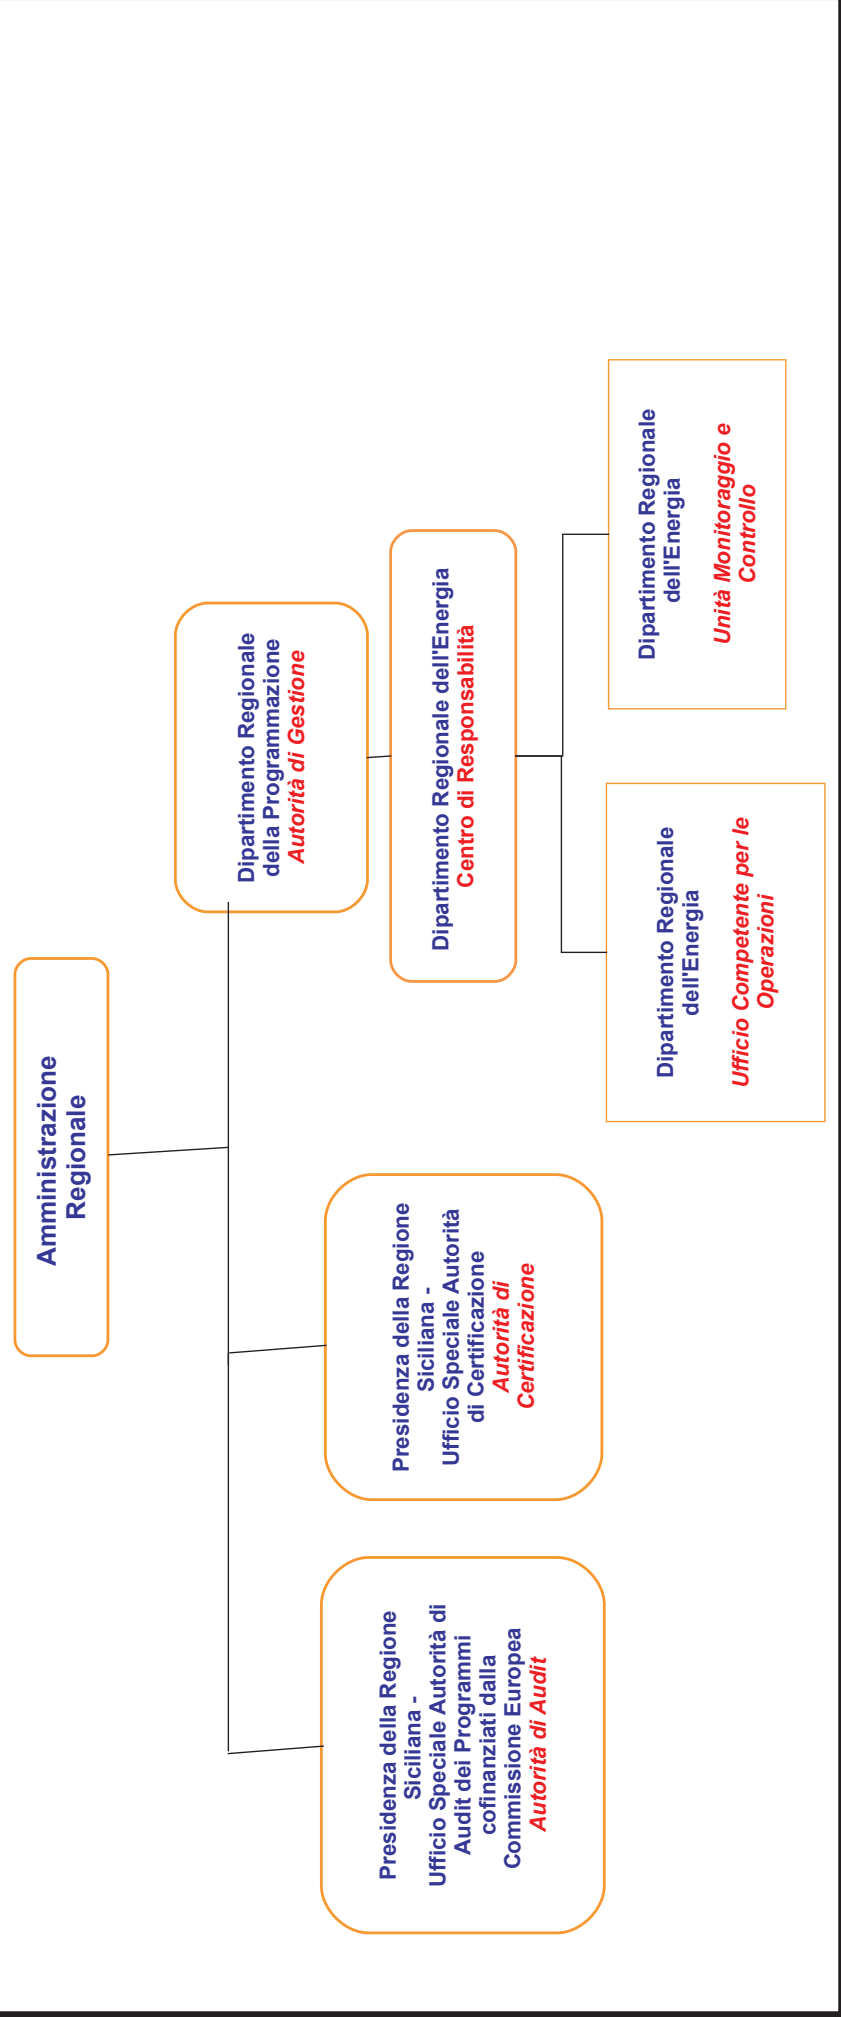 Amministrazione
Regionale
Presidenza della Regione
Siciliana -
Ufficio Speciale Autorità di
Audit dei Programmi
cofinanziati dalla
Commissione Europea
Autorità di Audit
Presidenza della Regione
Siciliana -
Ufficio Speciale Autorità
di Certificazione
Autorità di
Certificazione
Dipartimento Regionale
della Programmazione
Autorità di Gestione
Dipartimento Regionale dell'Energia
Centro di Responsabilità
Dipartimento Regionale
dell'Energia
Ufficio Competente per le
Operazioni
Dipartimento Regionale
dell'Energia
Unità Monitoraggio e
Controllo